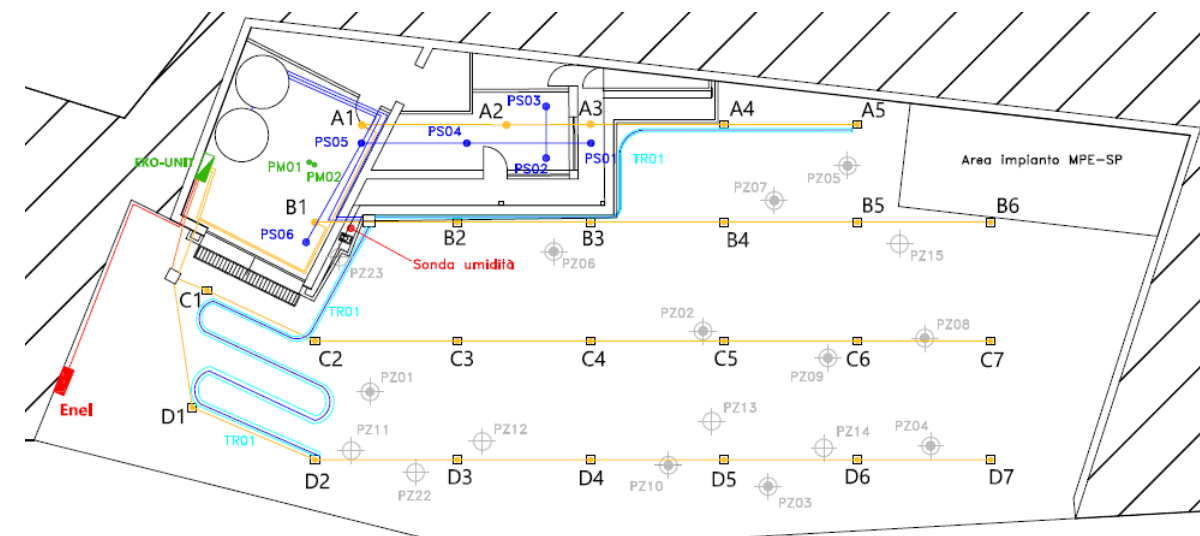 PS03
A1
A2
A3
A4
A5
PS05
PS04
PS01
TR01
EKO-UNIT
PM01
PM02
PS02
PZ05
Area impianto MPE-SP
PZ07
B1
PS06
B2
B3
B4
B5
B6
PZ15
PZ06
PZ23
Sonda umidità
C1
TR01
PZ02
PZ08
C2
C3
C4
C5
C6
C7
PZ09
PZ01
Enel
D1
TR01
PZ11
PZ12
PZ13
PZ14
PZ04
D2
PZ22
D3
D4
PZ10
D5
PZ03
D6
D7